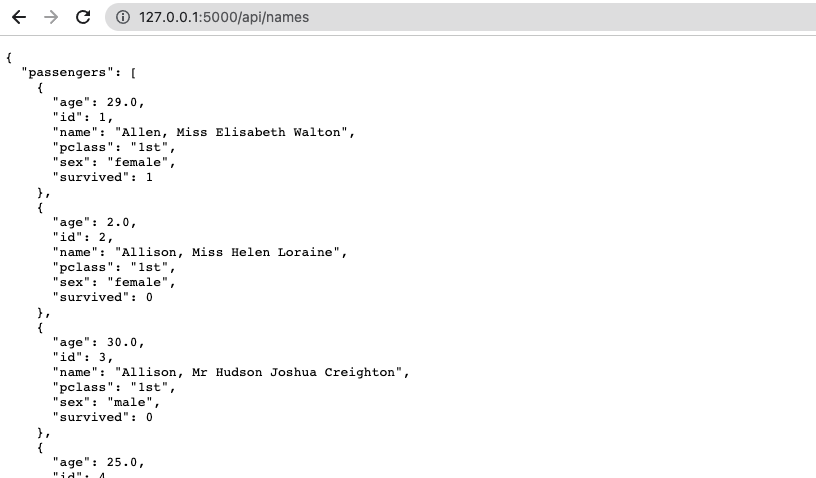 127.0.0.1:5000/api/names
{
  "passengers": [
    {
      "age": 29.0,
      "id": 1,
      "name": "Allen, Miss Elisabeth Walton",
      "pclass": "1st",
      "sex": "female",
      "survived": 1
    },
    {
      "age": 2.0,
      "id": 2,
      "name": "Allison, Miss Helen Loraine",
      "pclass": "1st",
      "sex": "female",
      "survived": 0
    },
    {
      "age": 30.0,
      "id": 3,
      "name": "Allison, Mr Hudson Joshua Creighton",
      "pclass": "1st",
      "sex": "male",
      "survived": 0
    },
    {
      "age": 25.0,
      "id": 4